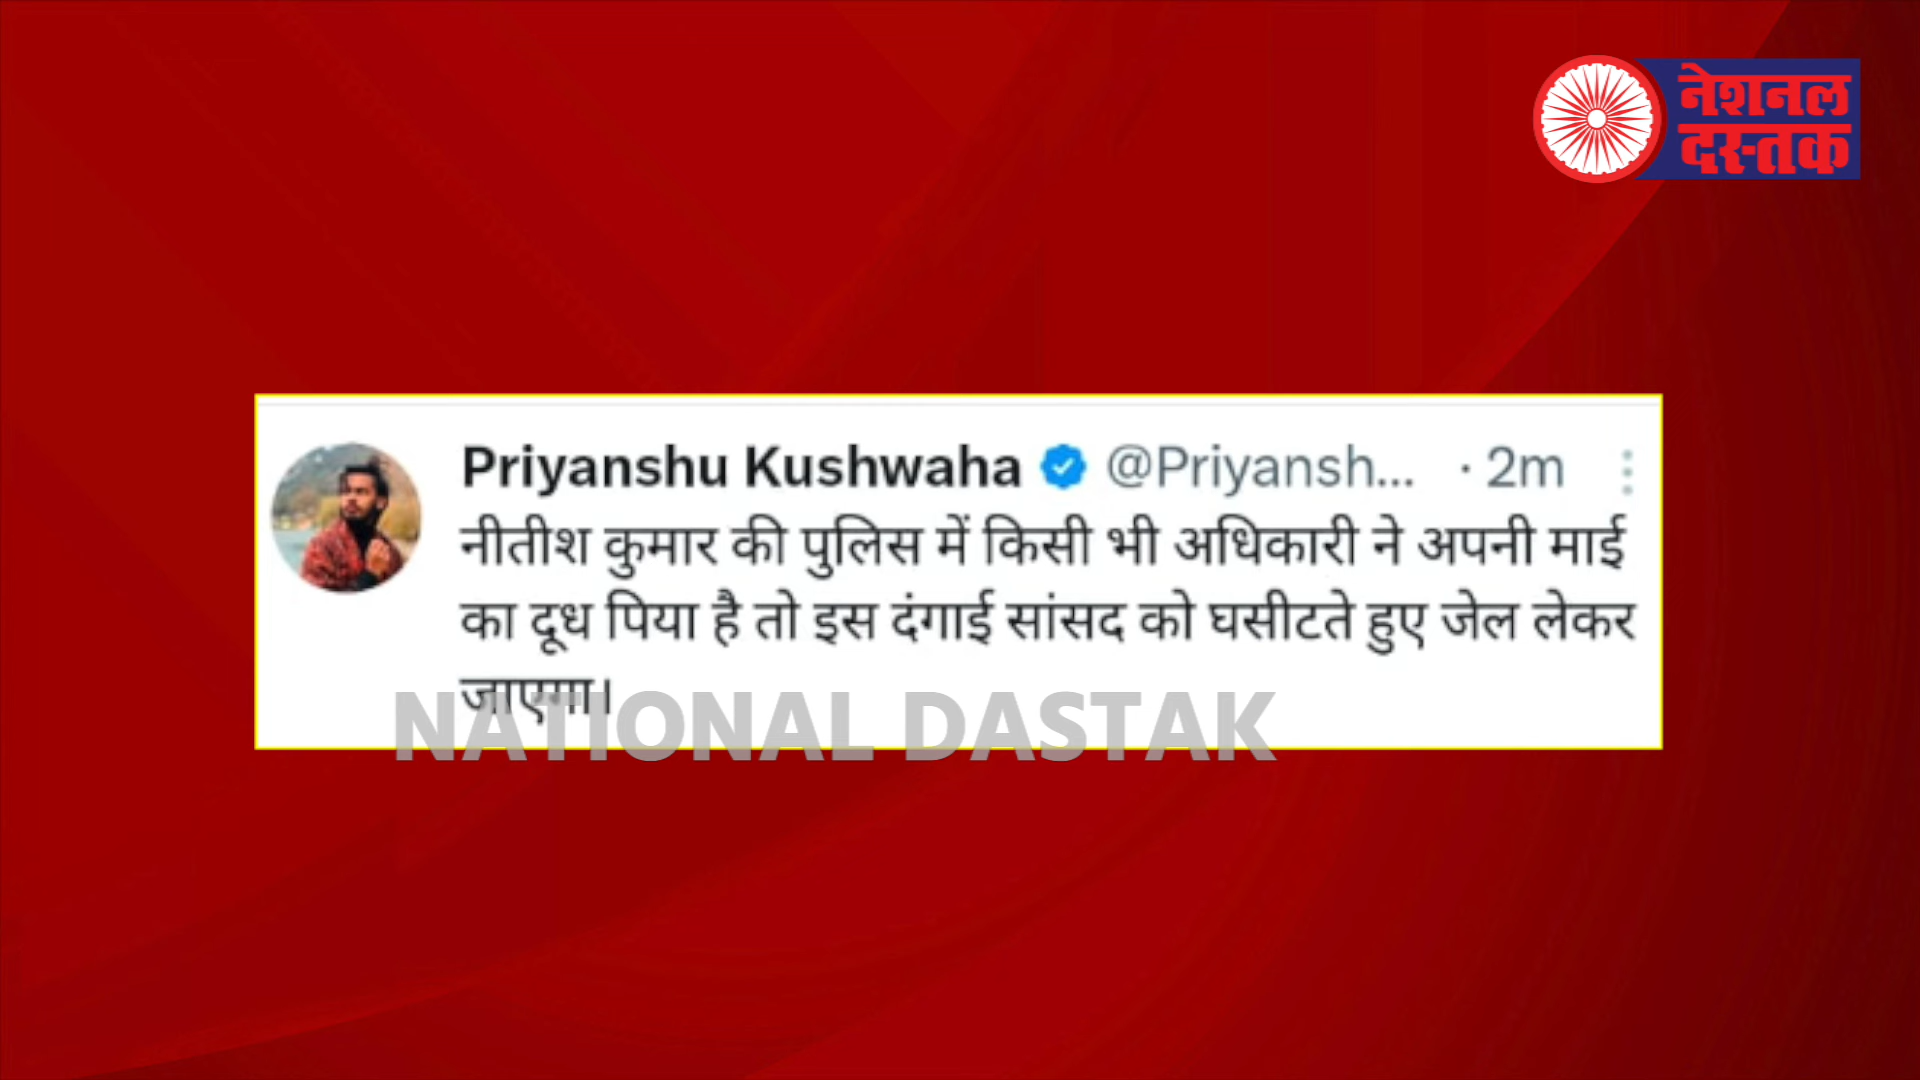 नेशनल
दस्तक
Priyanshu Kushwaha @Priyansh... · 2m
नीतीश कुमार की पुलिस में किसी भी अधिकारी ने अपनी माई
का दूध पिया है तो इस दंगाई सांसद को घसीटते हुए जेल लेकर
जाएगा।
NATIONAL DASTAK